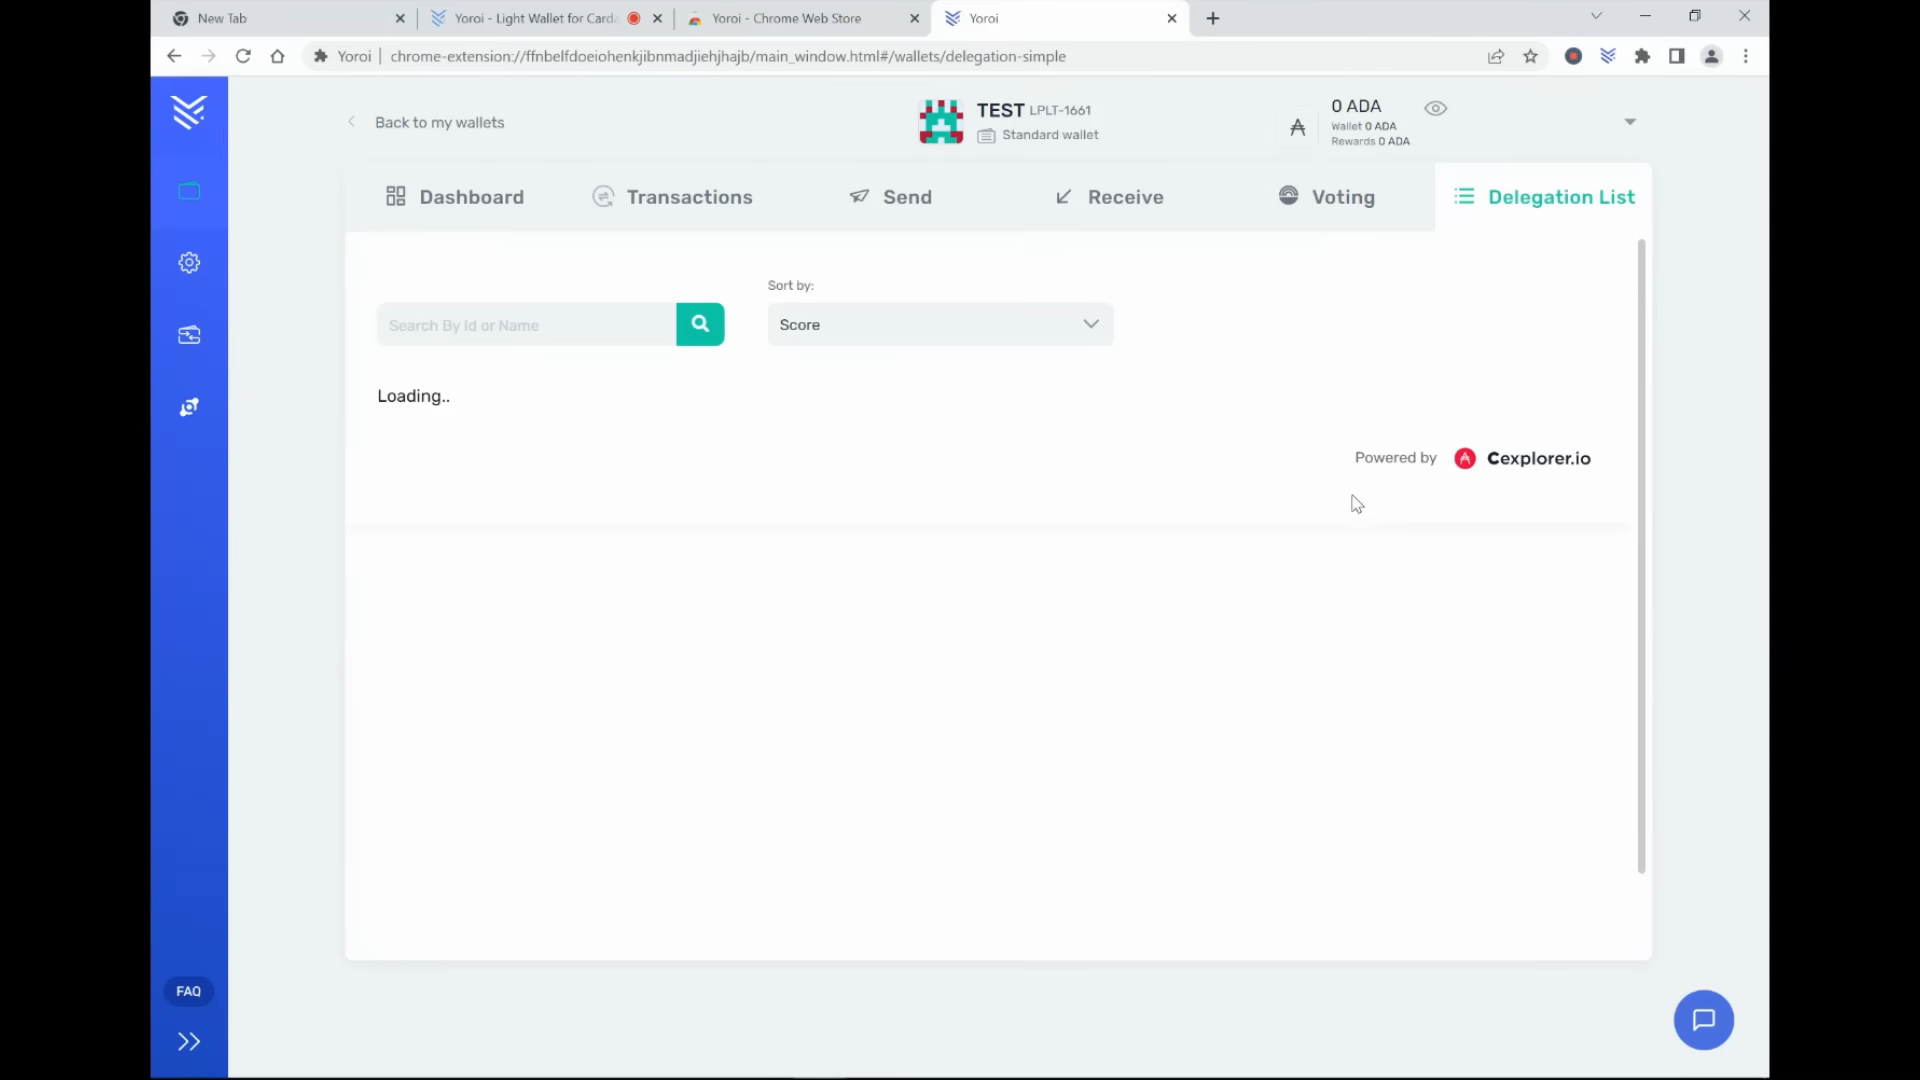 New Tab
Yoroi - Light Wallet for Carda
Yoroi - Chrome Web Store
Yoroi
Yoroi
chrome-extension://ffnbelfdoeiohenkjibnmadjiehjhajb/main_window.html#/wallets/delegation-simple
Back to my wallets
TEST LPLT-1661
Standard wallet
0 ADA
Wallet 0 ADA
Rewards 0 ADA
Dashboard
Transactions
Send
Receive
Voting
Delegation List
Sort by:
Search By Id or Name
Score
Loading..
Powered by
Cexplorer.io
FAQ